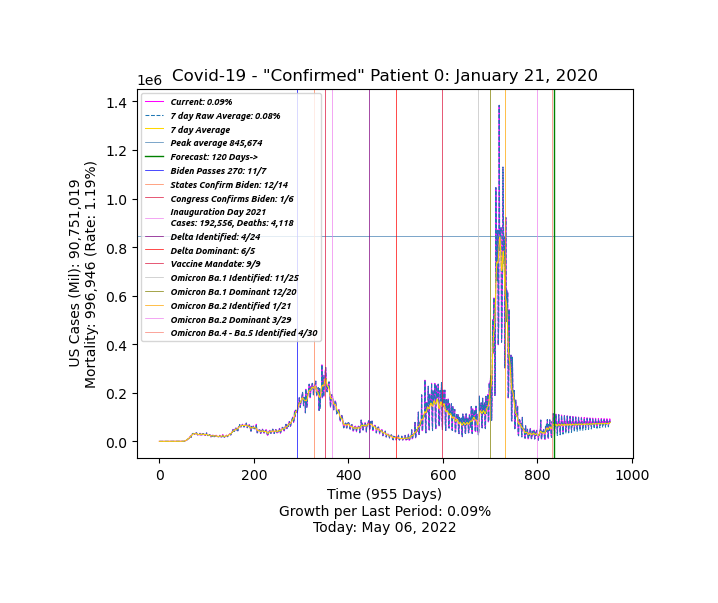 Covid-19 - "Confirmed" Patient 0: January 21, 2020
1e6
1.4
1.2
1.0
0.8
0.6
0.4
0.2
0.0
US Cases (Mil): 90,751,019
Mortality: 996,946 (Rate: 1.19%)
Current: 0.09%
7 day Raw Average: 0.08%
7 day Average
Peak average 845,674
Forecast: 120 Days->
Biden Passes 270: 11/7
States Confirm Biden: 12/14
Congress Confirms Biden: 1/6
Inauguration Day 2021
Cases: 192,556, Deaths: 4,118
Delta Identified: 4/24
Delta Dominant: 6/5
Vaccine Mandate: 9/9
Omicron Ba.1 Identified: 11/25
Omicron Ba.1 Dominant 12/20
Omicron Ba.2 Identified 1/21
Omicron Ba.2 Dominant 3/29
Omicron Ba.4 - Ba.5 Identified 4/30
0 200 400 600 800 1000
Time (955 Days)
Growth per Last Period: 0.09%
Today: May 06, 2022